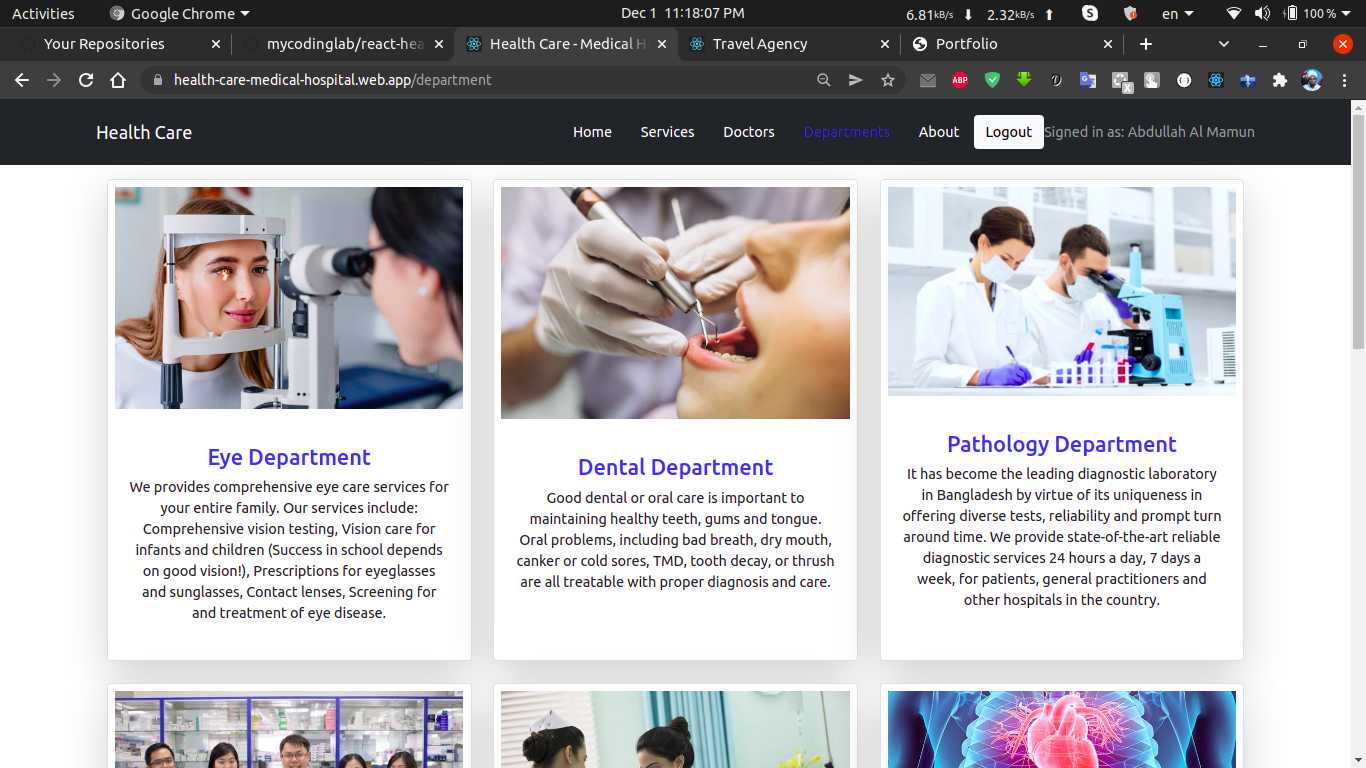 Activities
Google Chrome
Dec 1 11:18:07 PM
6.81kB/s
2.32kB/s
en
100 %
Your Repositories
mycodinglab/react-hea
Health Care - Medical H
Travel Agency
Portfolio
health-care-medical-hospital.web.app/department
ABP
Health Care
Home
Services
Doctors
Departments
About
Logout
Signed in as: Abdullah Al Mamun
Eye Department
We provides comprehensive eye care services for
your entire family. Our services include:
Comprehensive vision testing, Vision care for
infants and children (Success in school depends
on good vision!), Prescriptions for eyeglasses
and sunglasses, Contact lenses, Screening for
and treatment of eye disease.
Dental Department
Good dental or oral care is important to
maintaining healthy teeth, gums and tongue.
Oral problems, including bad breath, dry mouth,
canker or cold sores, TMD, tooth decay, or thrush
are all treatable with proper diagnosis and care.
Pathology Department
It has become the leading diagnostic laboratory
in Bangladesh by virtue of its uniqueness in
offering diverse tests, reliability and prompt turn
around time. We provide state-of-the-art reliable
diagnostic services 24 hours a day, 7 days a
week, for patients, general practitioners and
other hospitals in the country.